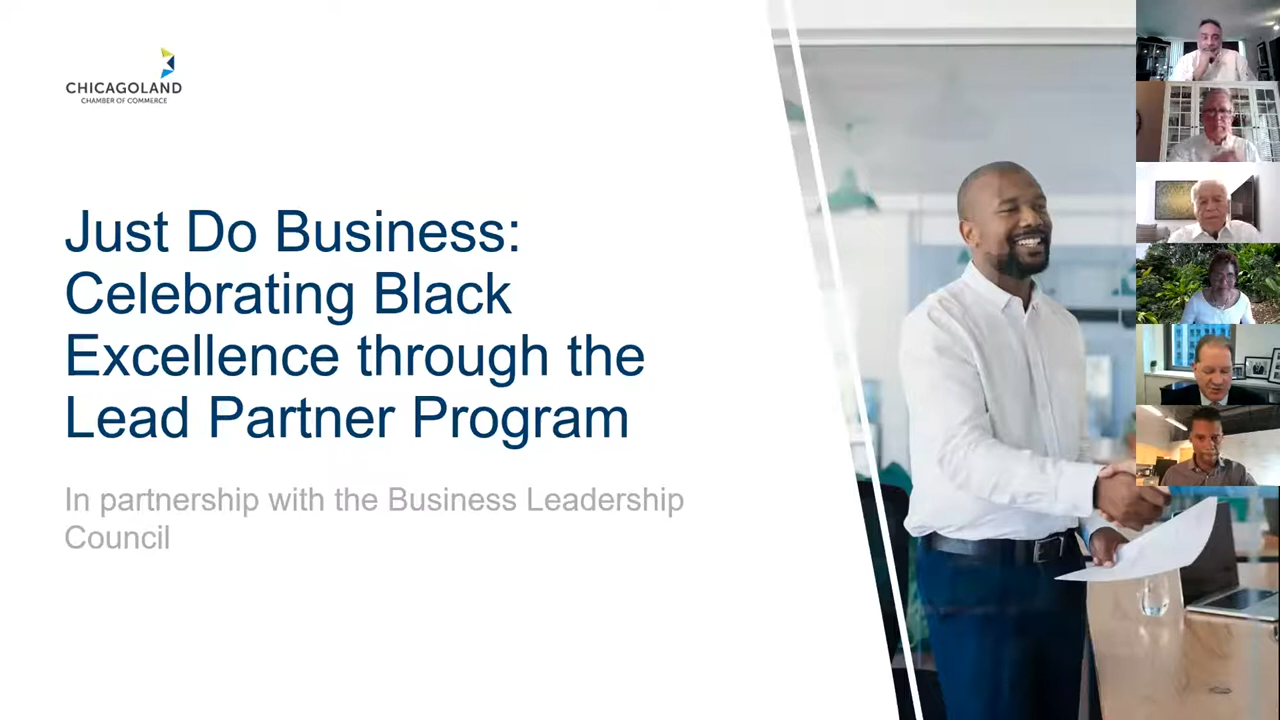 CHICAGOLAND
CHAMBER OF COMMERCE
Just Do Business:
Celebrating Black
Excellence through the
Lead Partner Program
In partnership with the Business Leadership
Council